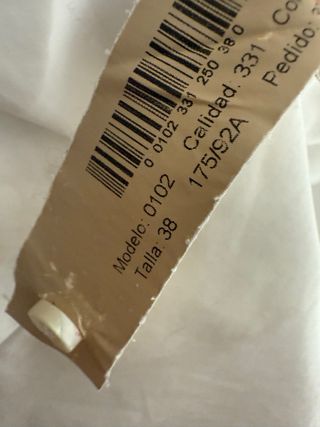 0 0102 331 250 38 0
Modelo: 0102 Calidad: 331 Co
Talla: 38 175/92A Pedido: